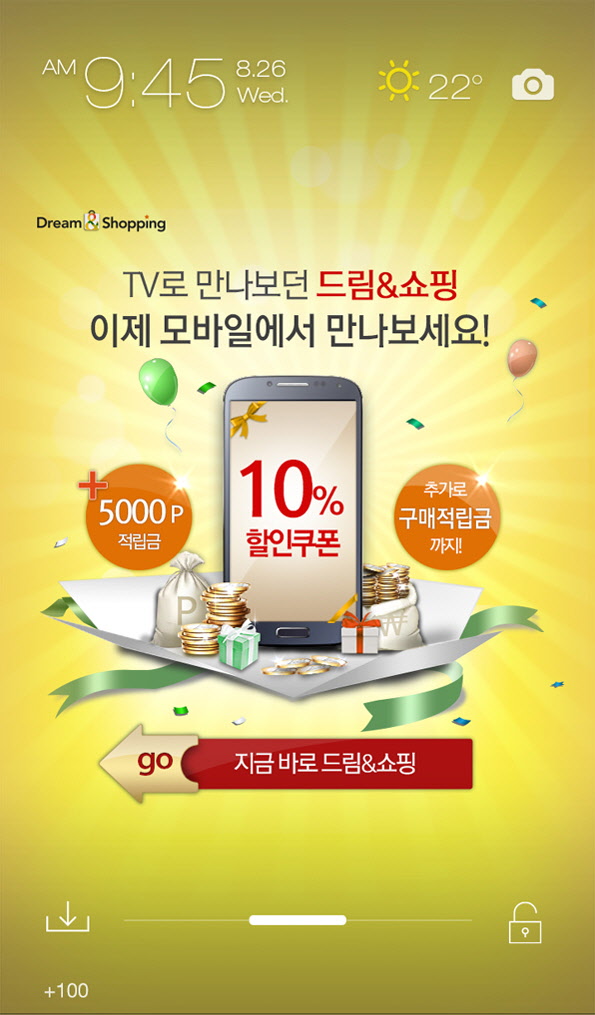 AM 9:45 8.26 Wed. 22°
Dream & Shopping
TV로 만나보던 드림&쇼핑
이제 모바일에서 만나보세요!
10%
할인쿠폰
+
5000 P
적립금
추가로
구매적립금
까지!
P
₩
go 지금 바로 드림&쇼핑
+100